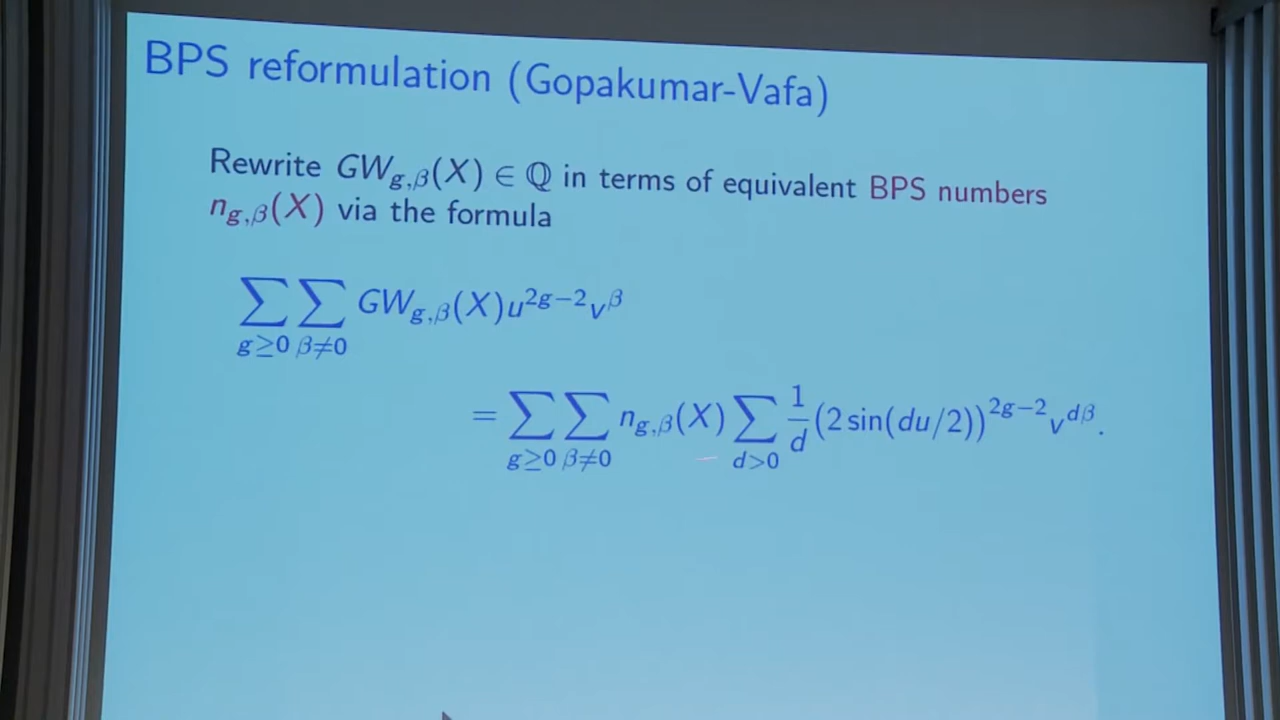 BPS reformulation (Gopakumar-Vafa)
Rewrite GW_{g,β}(X) ∈ ℚ in terms of equivalent BPS numbers
n_{g,β}(X) via the formula
∑_{g≥0} ∑_{β≠0} GW_{g,β}(X)u^{2g−2}v^β
= ∑_{g≥0} ∑_{β≠0} n_{g,β}(X) ∑_{d>0} \frac{1}{d}(2 sin(du/2))^{2g−2}v^{dβ}.